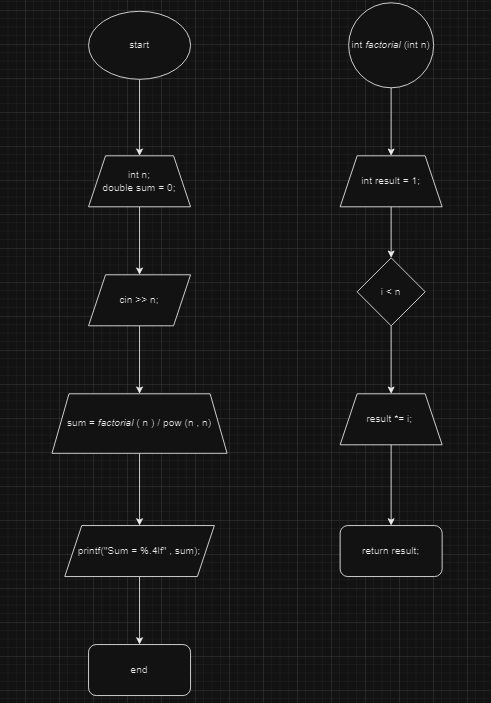 start
int n;
double sum = 0;
cin >> n;
sum = factorial ( n ) / pow (n , n)
printf("Sum = %.4lf" , sum);
end
int factorial (int n)
int result = 1;
i < n
result *= i;
return result;